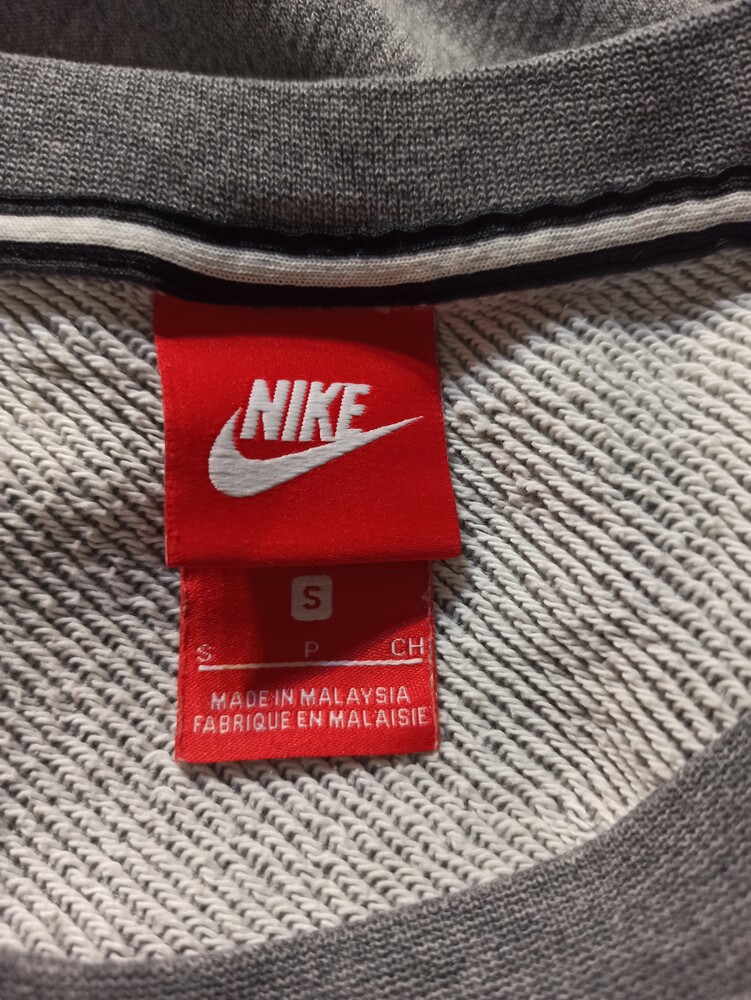 NIKE
S
S P CH
MADE IN MALAYSIA
FABRIQUE EN MALAISIE